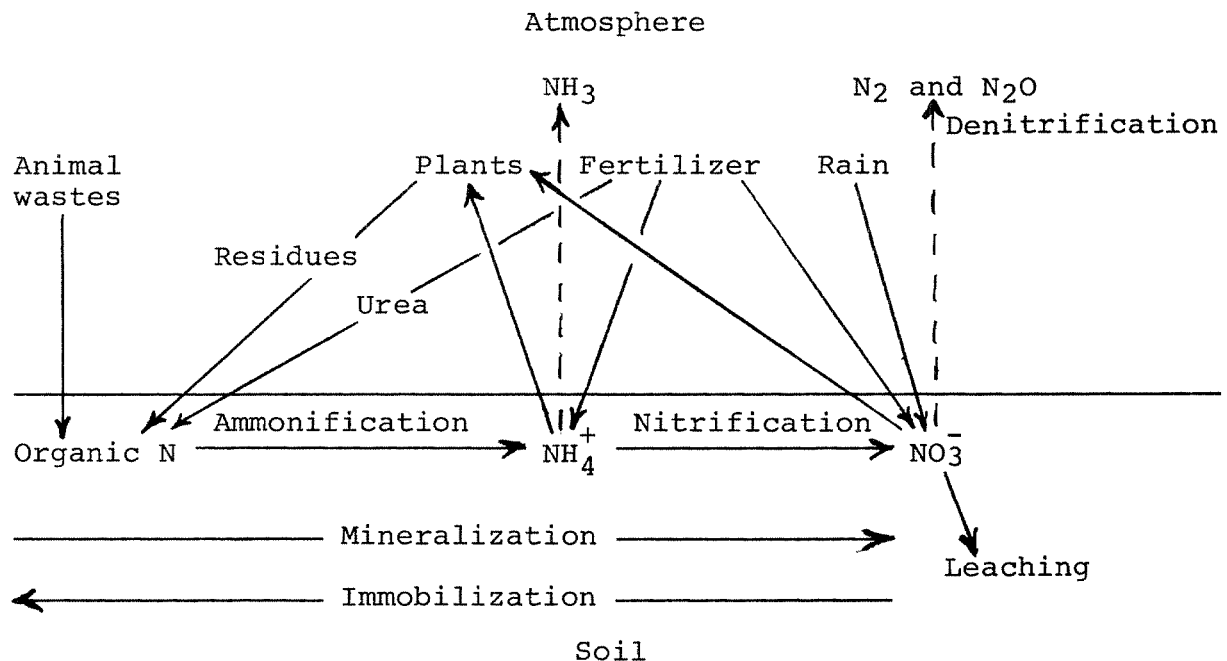 Atmosphere
NH₃
N₂ and N₂O
Denitrification
Animal
wastes
Plants
Fertilizer
Rain
Residues
Urea
Ammonification
Nitrification
Organic N
NH₄⁺
NO₃⁻
Mineralization
Leaching
Immobilization
Soil